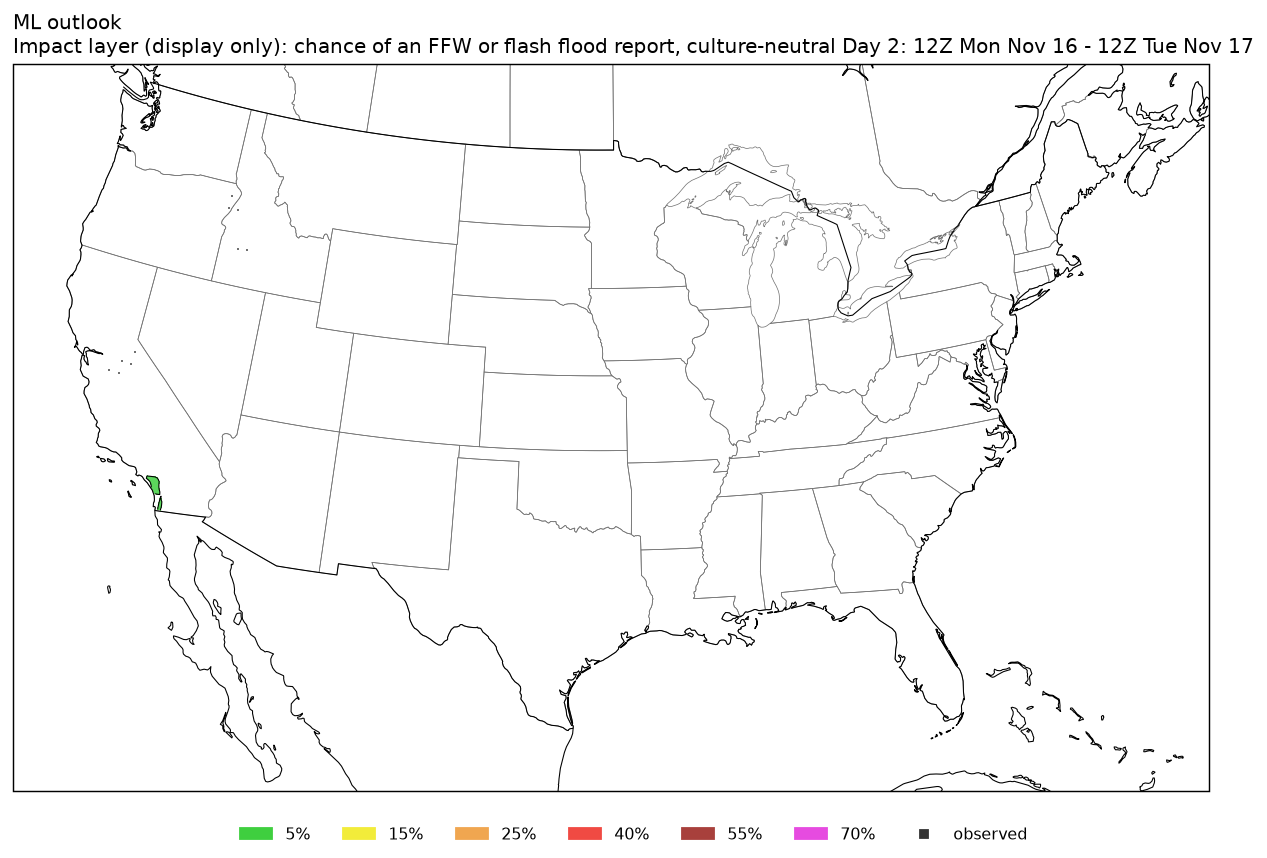 ML outlook
Impact layer (display only): chance of an FFW or flash flood report, culture-neutral Day 2: 12Z Mon Nov 16 - 12Z Tue Nov 17
5% 15% 25% 40% 55% 70% observed